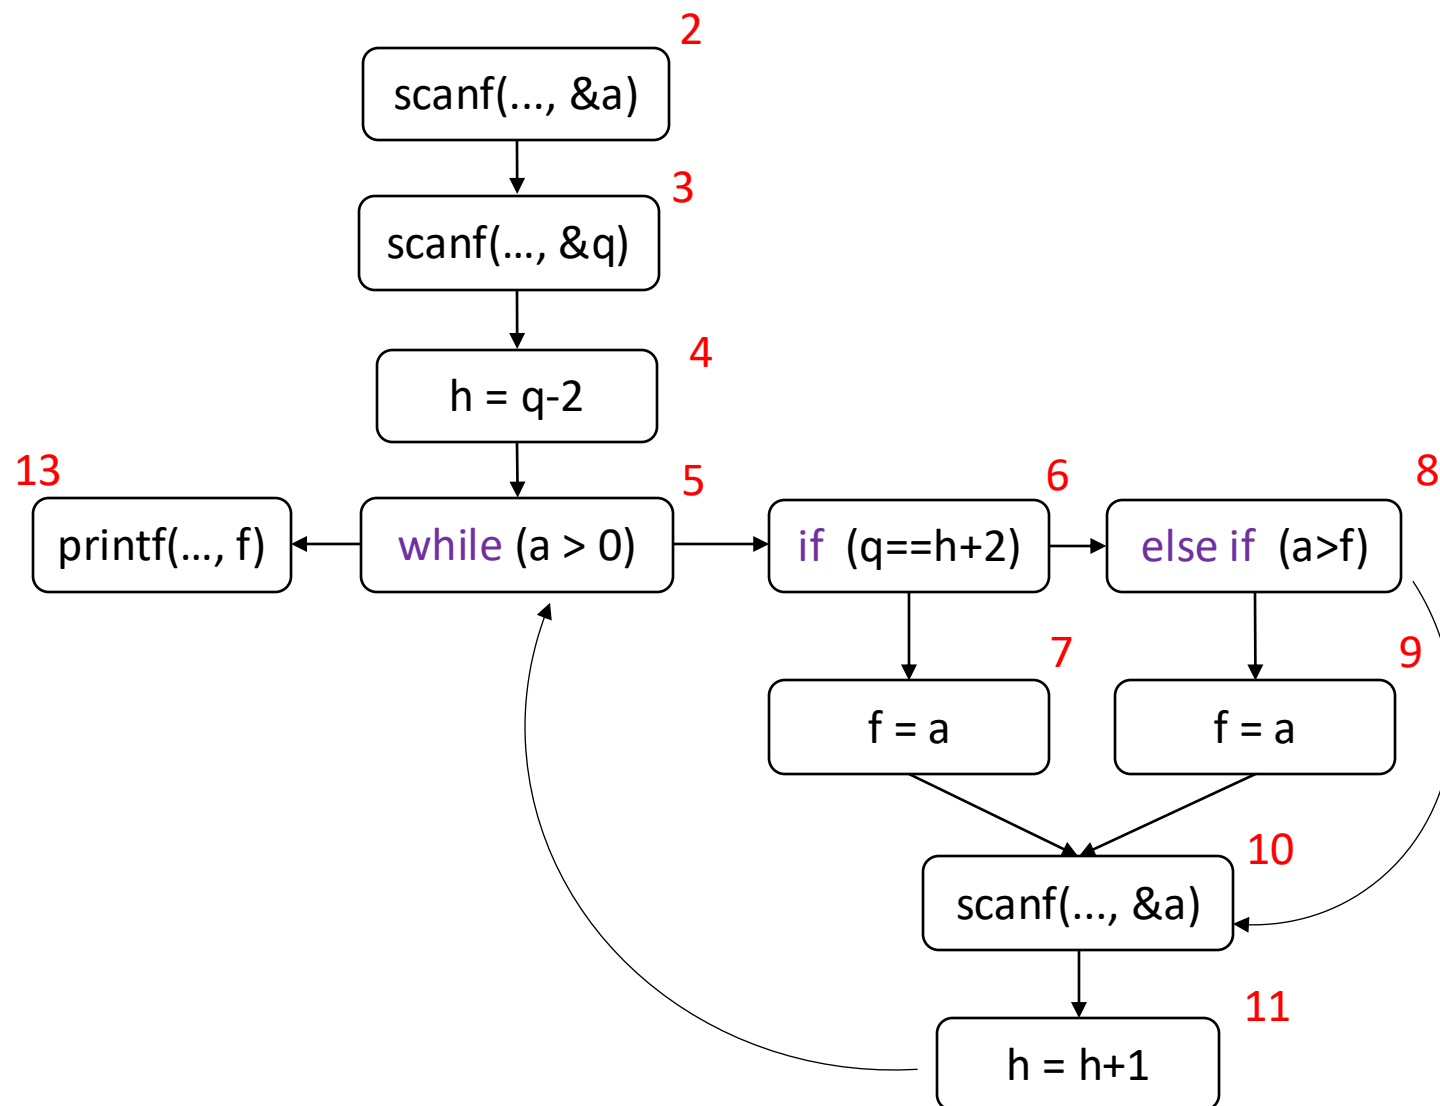 2
scanf(..., &a)
3
scanf(..., &q)
4
h = q-2
13
printf(..., f)
5
while (a > 0)
6
if (q==h+2)
8
else if (a>f)
7
f = a
9
f = a
10
scanf(..., &a)
11
h = h+1